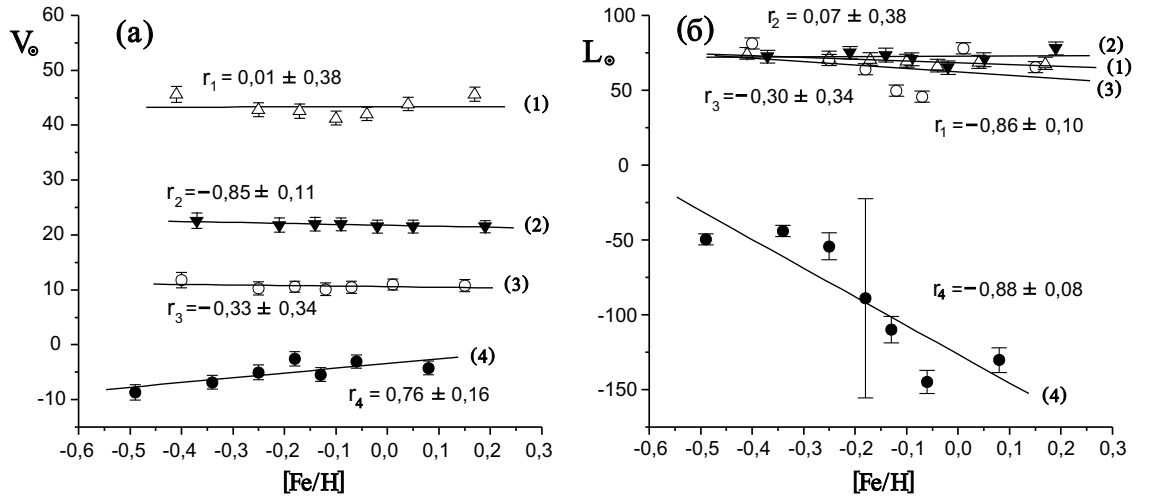 (a)
V⊙
60
50
40
30
20
10
0
-10
r₁ = 0,01 ± 0,38
(1)
r₂=−0,85 ± 0,11
(2)
(3)
r₃=−0,33 ± 0,34
(4)
r₄= 0,76 ± 0,16
-0,6 -0,5 -0,4 -0,3 -0,2 -0,1 0,0 0,1 0,2 0,3
[Fe/H]
(б)
L⊙
100
50
0
-50
-100
-150
r₂ = 0,07 ± 0,38
(2)
(1)
(3)
r₃=−0,30 ± 0,34
r₁=−0,86 ± 0,10
r₄=−0,88 ± 0,08
(4)
-0,6 -0,5 -0,4 -0,3 -0,2 -0,1 0,0 0,1 0,2 0,3
[Fe/H]